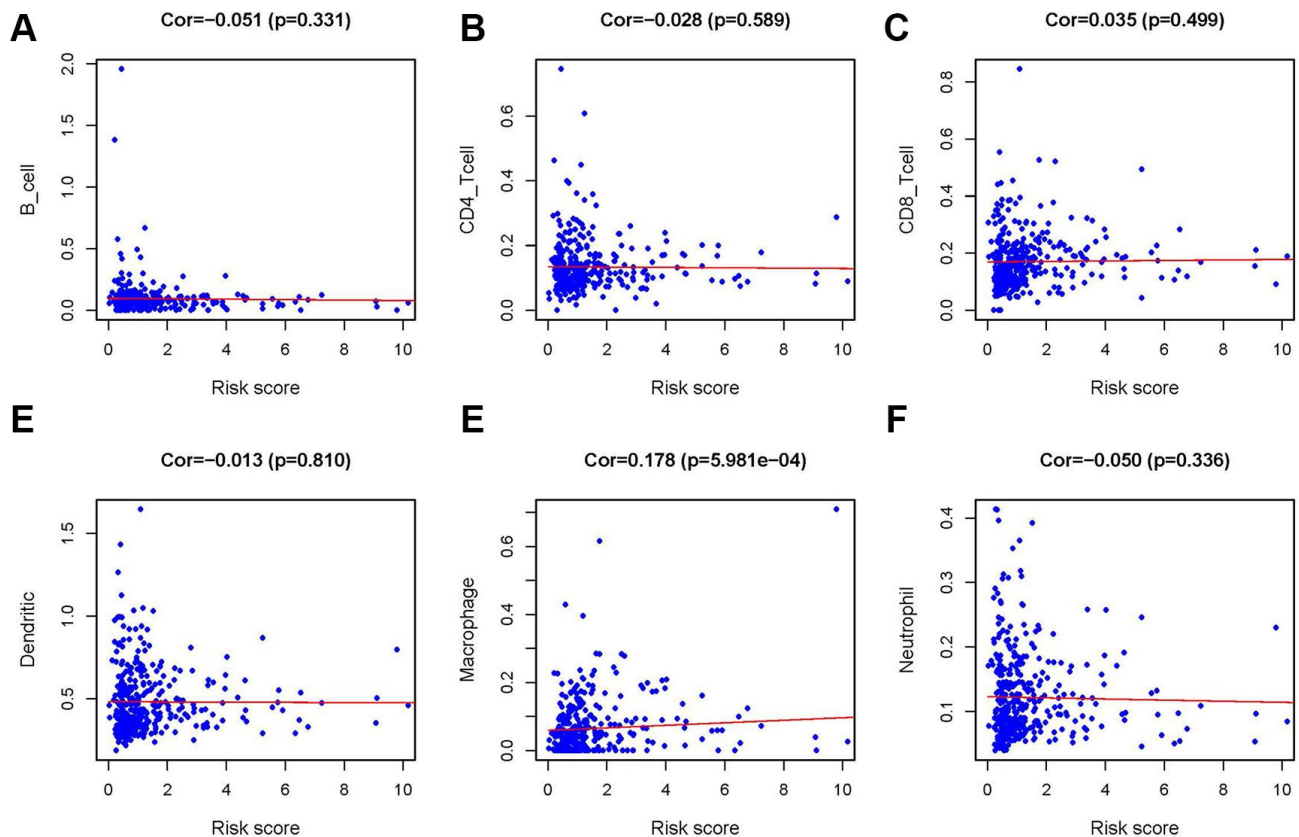 A
Cor=−0.051 (p=0.331)
B_cell
2.0
1.5
1.0
0.5
0.0
0 2 4 6 8 10
Risk score
B
Cor=−0.028 (p=0.589)
CD4_Tcell
0.6
0.4
0.2
0.0
0 2 4 6 8 10
Risk score
C
Cor=0.035 (p=0.499)
CD8_Tcell
0.8
0.6
0.4
0.2
0.0
0 2 4 6 8 10
Risk score
E
Cor=−0.013 (p=0.810)
Dendritic
1.5
1.0
0.5
0 2 4 6 8 10
Risk score
E
Cor=0.178 (p=5.981e−04)
Macrophage
0.6
0.4
0.2
0.0
0 2 4 6 8 10
Risk score
F
Cor=−0.050 (p=0.336)
Neutrophil
0.4
0.3
0.2
0.1
0 2 4 6 8 10
Risk score